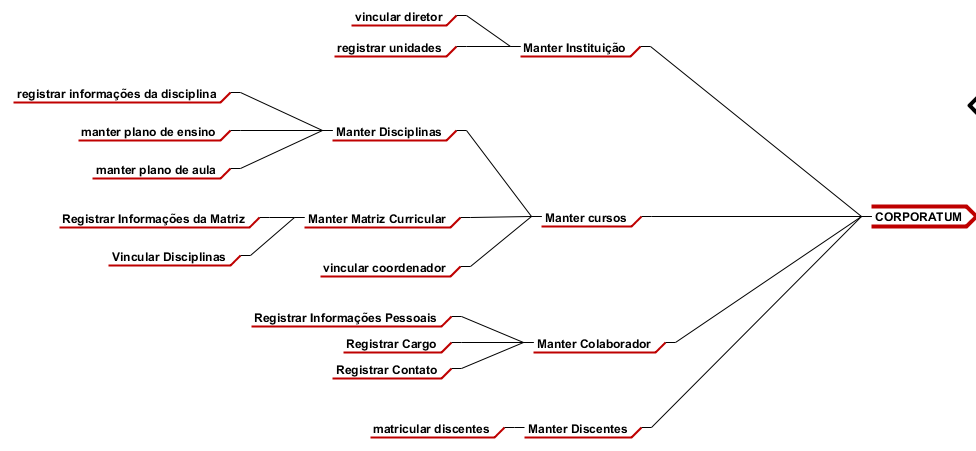 vincular diretor
registrar unidades
Manter Instituição
registrar informações da disciplina
manter plano de ensino
manter plano de aula
Manter Disciplinas
Registrar Informações da Matriz
Vincular Disciplinas
Manter Matriz Curricular
vincular coordenador
Manter cursos
CORPORATUM
Registrar Informações Pessoais
Registrar Cargo
Registrar Contato
Manter Colaborador
matricular discentes
Manter Discentes